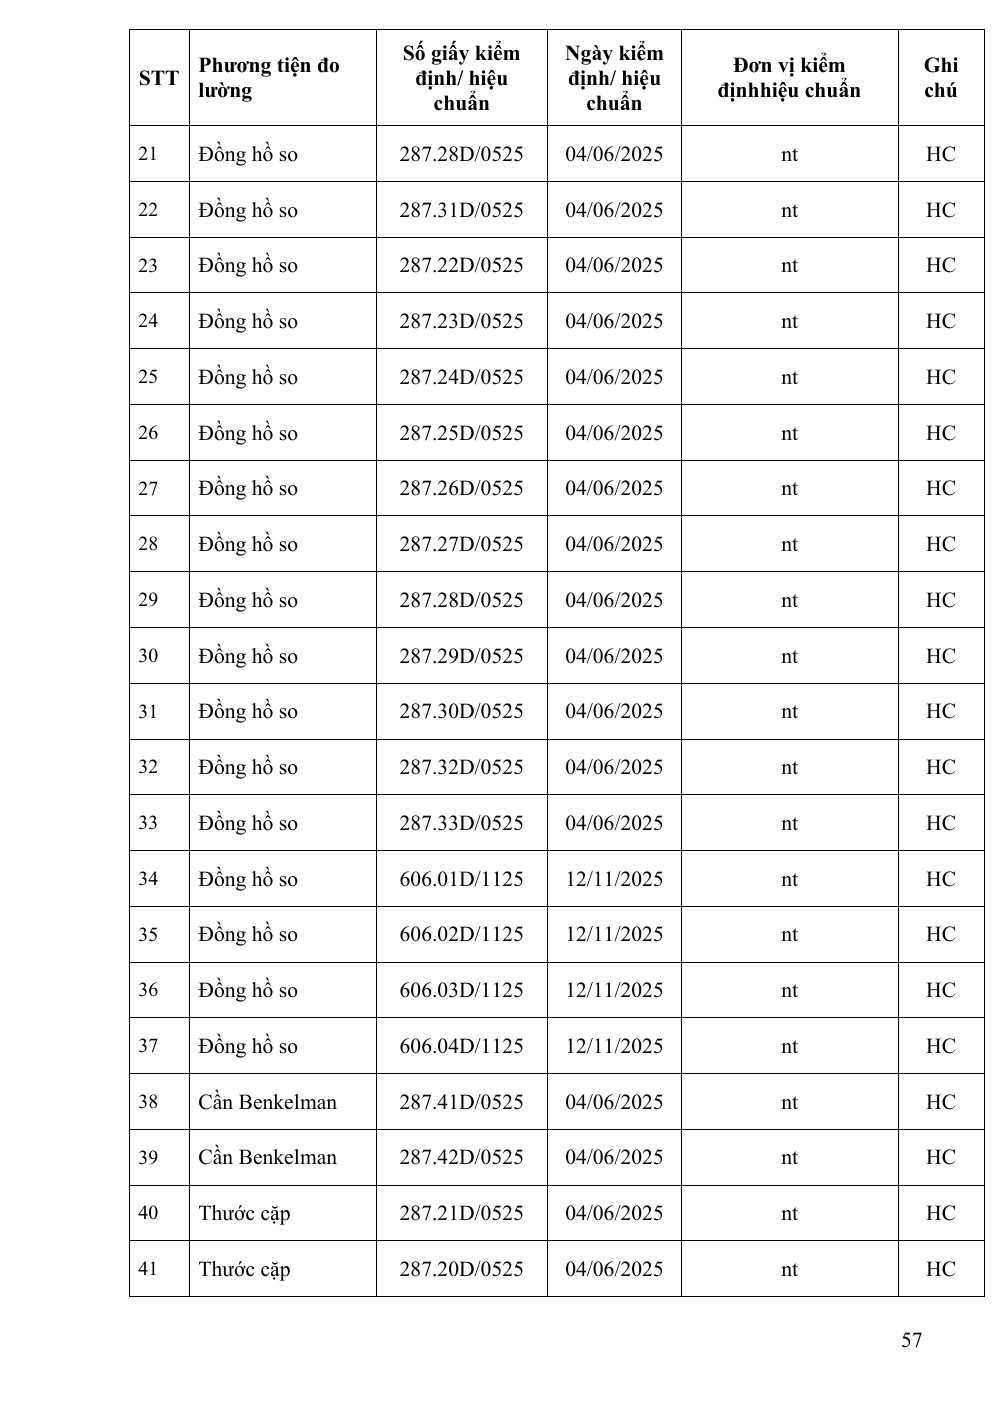 STT | Phương tiện đo lường | Số giấy kiểm định/ hiệu chuẩn | Ngày kiểm định/ hiệu chuẩn | Đơn vị kiểm địnhhiệu chuẩn | Ghi chú
21 | Đồng hồ so | 287.28D/0525 | 04/06/2025 | nt | HC
22 | Đồng hồ so | 287.31D/0525 | 04/06/2025 | nt | HC
23 | Đồng hồ so | 287.22D/0525 | 04/06/2025 | nt | HC
24 | Đồng hồ so | 287.23D/0525 | 04/06/2025 | nt | HC
25 | Đồng hồ so | 287.24D/0525 | 04/06/2025 | nt | HC
26 | Đồng hồ so | 287.25D/0525 | 04/06/2025 | nt | HC
27 | Đồng hồ so | 287.26D/0525 | 04/06/2025 | nt | HC
28 | Đồng hồ so | 287.27D/0525 | 04/06/2025 | nt | HC
29 | Đồng hồ so | 287.28D/0525 | 04/06/2025 | nt | HC
30 | Đồng hồ so | 287.29D/0525 | 04/06/2025 | nt | HC
31 | Đồng hồ so | 287.30D/0525 | 04/06/2025 | nt | HC
32 | Đồng hồ so | 287.32D/0525 | 04/06/2025 | nt | HC
33 | Đồng hồ so | 287.33D/0525 | 04/06/2025 | nt | HC
34 | Đồng hồ so | 606.01D/1125 | 12/11/2025 | nt | HC
35 | Đồng hồ so | 606.02D/1125 | 12/11/2025 | nt | HC
36 | Đồng hồ so | 606.03D/1125 | 12/11/2025 | nt | HC
37 | Đồng hồ so | 606.04D/1125 | 12/11/2025 | nt | HC
38 | Cần Benkelman | 287.41D/0525 | 04/06/2025 | nt | HC
39 | Cần Benkelman | 287.42D/0525 | 04/06/2025 | nt | HC
40 | Thước cặp | 287.21D/0525 | 04/06/2025 | nt | HC
41 | Thước cặp | 287.20D/0525 | 04/06/2025 | nt | HC
57